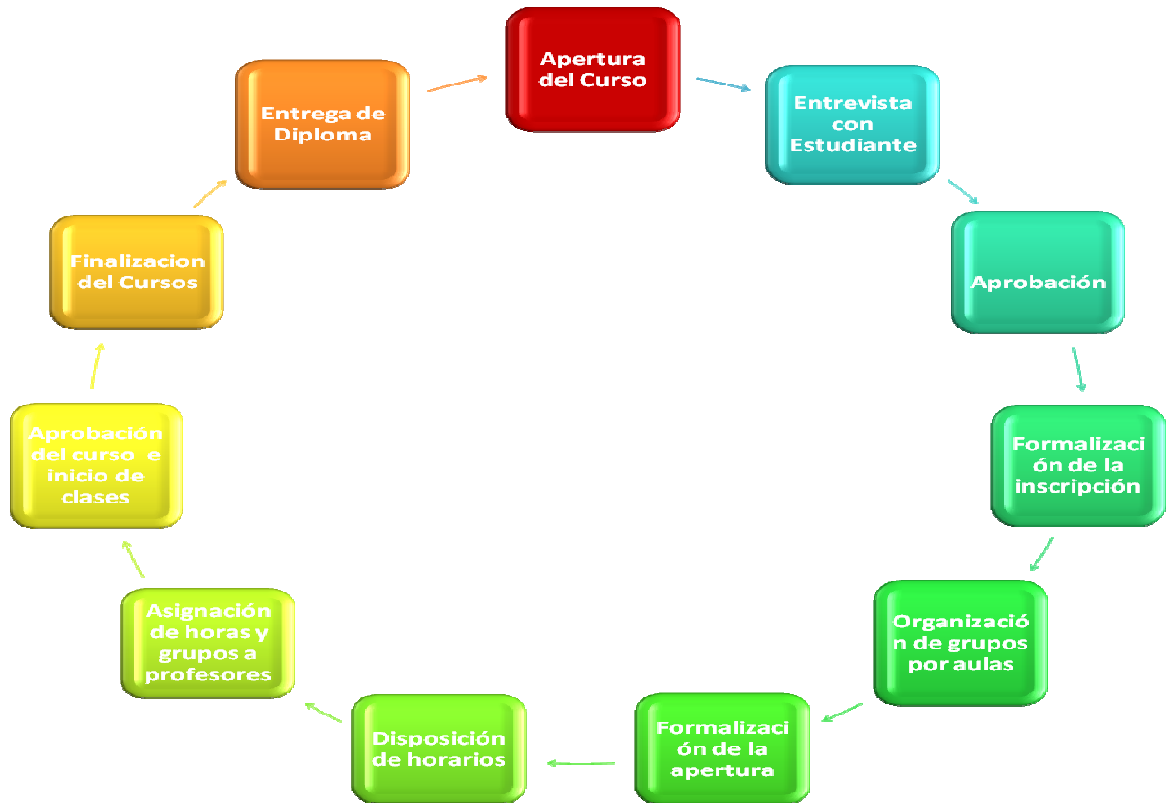 Apertura
del Curso
Entrevista
con
Estudiante
Aprobación
Formalizaci
ón de la
inscripción
Organizació
n de grupos
por aulas
Formalizaci
ón de la
apertura
Disposición
de horarios
Asignación
de horas y
grupos a
profesores
Aprobación
del curso  e
inicio de
clases
Finalizacion
del Cursos
Entrega de
Diploma